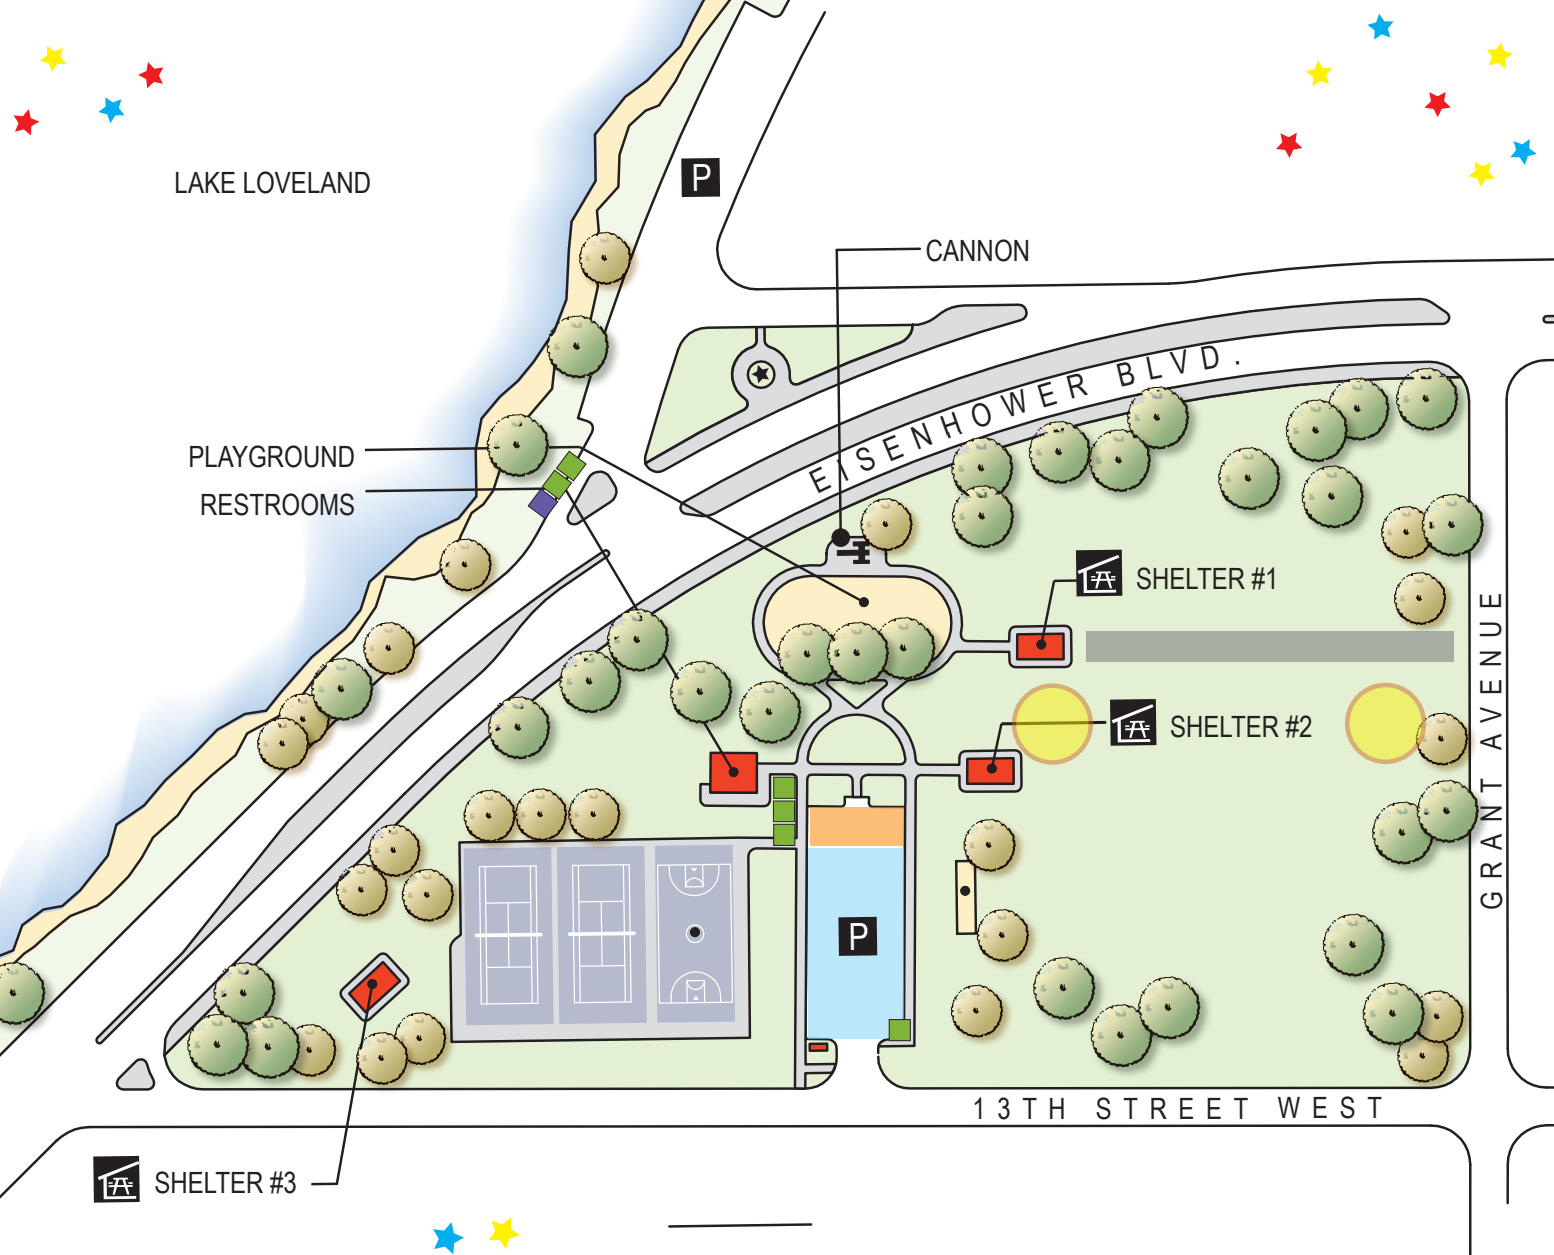 LAKE LOVELAND
P
CANNON
EISENHOWER BLVD.
PLAYGROUND
RESTROOMS
SHELTER #1
SHELTER #2
GRANT AVENUE
P
13TH STREET WEST
SHELTER #3